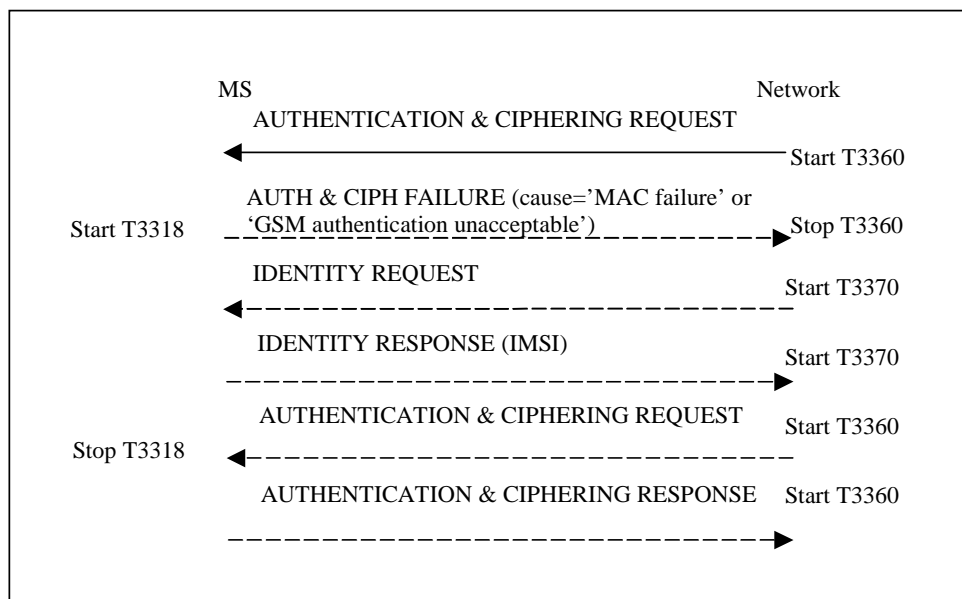 MS Network
AUTHENTICATION & CIPHERING REQUEST
Start T3360
AUTH & CIPH FAILURE (cause=’MAC failure’ or
‘GSM authentication unacceptable’)
Start T3318
Stop T3360
IDENTITY REQUEST
Start T3370
IDENTITY RESPONSE (IMSI)
Start T3370
AUTHENTICATION & CIPHERING REQUEST
Start T3360
Stop T3318
AUTHENTICATION & CIPHERING RESPONSE
Start T3360